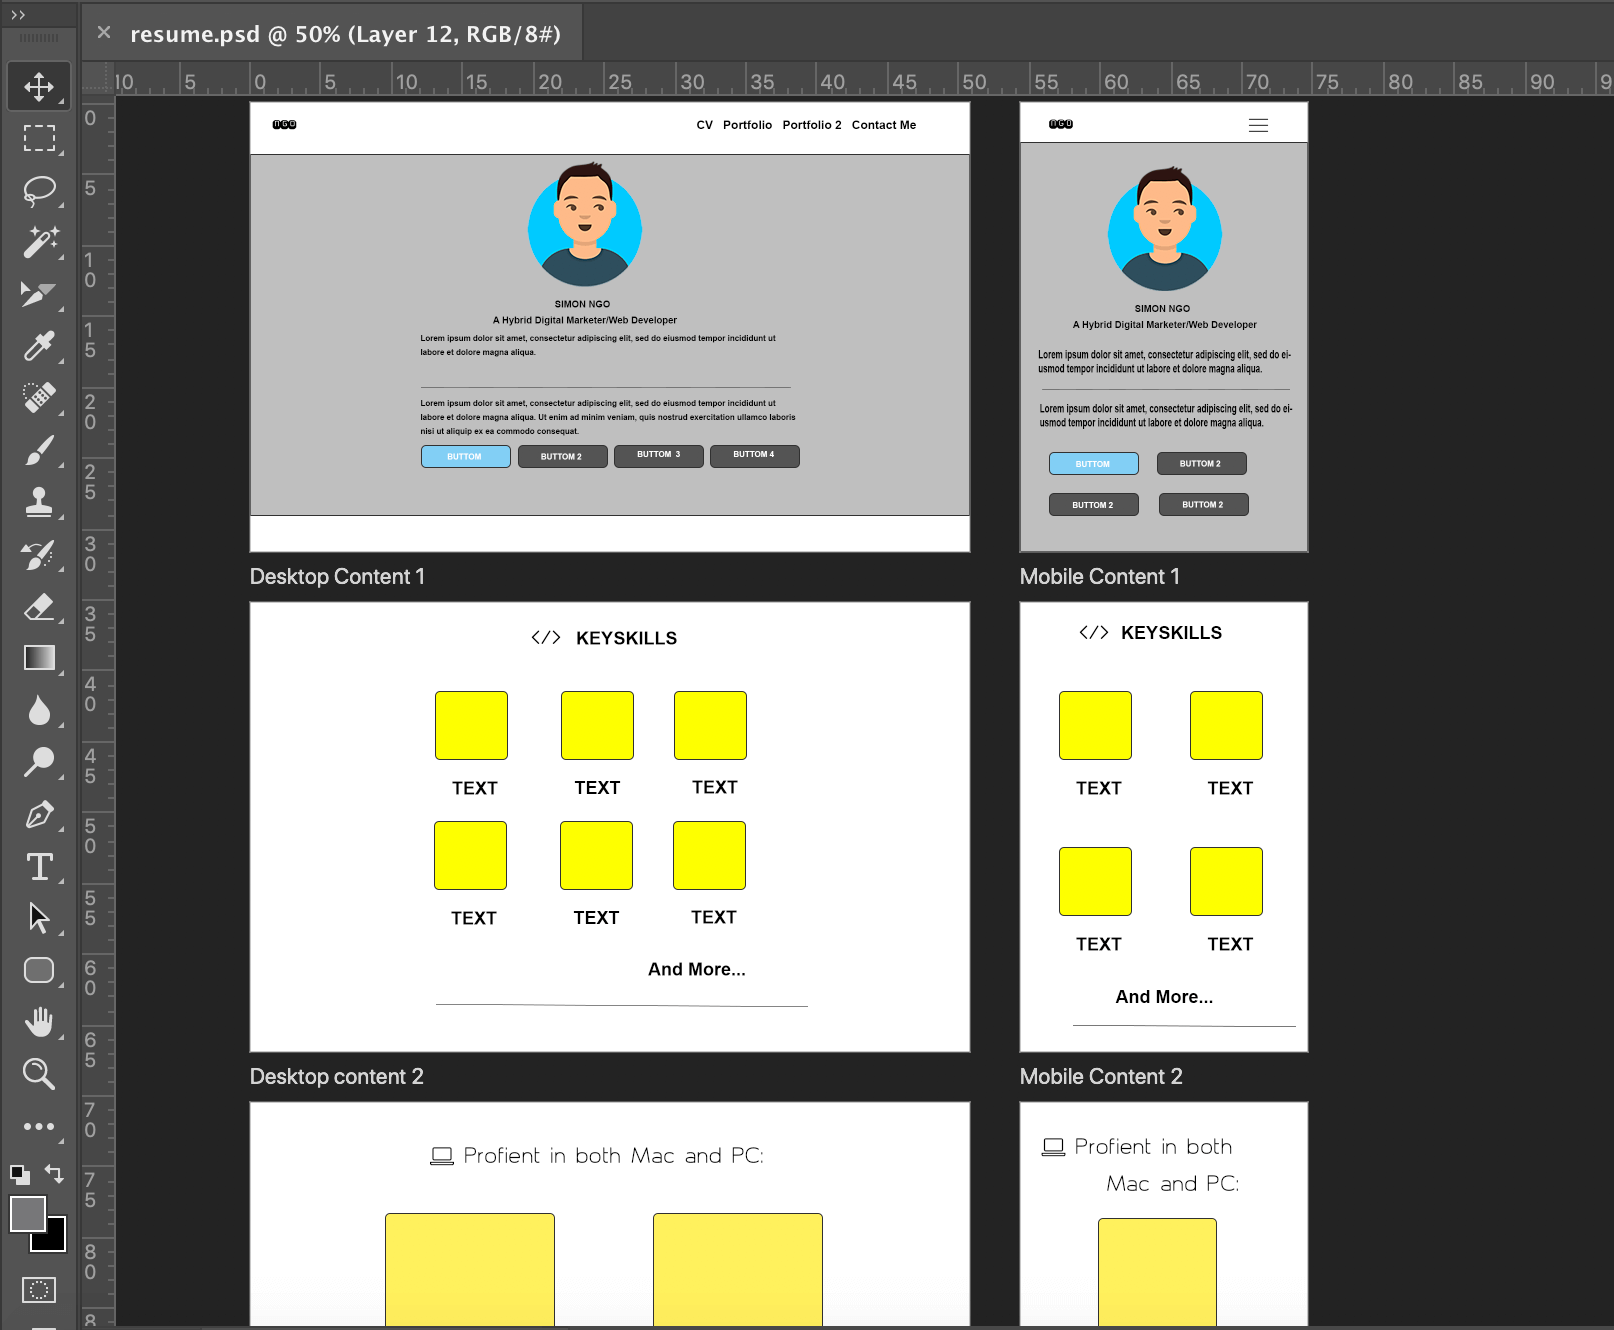 resume.psd @ 50% (Layer 12, RGB/8#)
10 5 0 5 10 15 20 25 30 35 40 45 50 55 60 65 70 75 80 85 90 9
0
5
10
15
20
25
30
35
40
45
50
55
60
65
70
75
80
8
NGO
CV Portfolio Portfolio 2 Contact Me
SIMON NGO
A Hybrid Digital Marketer/Web Developer
Lorem ipsum dolor sit amet, consectetur adipiscing elit, sed do eiusmod tempor incididunt ut
labore et dolore magna aliqua.
Lorem ipsum dolor sit amet, consectetur adipiscing elit, sed do eiusmod tempor incididunt ut
labore et dolore magna aliqua. Ut enim ad minim veniam, quis nostrud exercitation ullamco laboris
nisi ut aliquip ex ea commodo consequat.
BUTTOM BUTTOM 2 BUTTOM 3 BUTTOM 4
NGO
SIMON NGO
A Hybrid Digital Marketer/Web Developer
Lorem ipsum dolor sit amet, consectetur adipiscing elit, sed do ei-
usmod tempor incididunt ut labore et dolore magna aliqua.
Lorem ipsum dolor sit amet, consectetur adipiscing elit, sed do ei-
usmod tempor incididunt ut labore et dolore magna aliqua.
BUTTOM BUTTOM 2
BUTTOM 2 BUTTOM 2
Desktop Content 1
</> KEYSKILLS
TEXT TEXT TEXT
TEXT TEXT TEXT
And More...
Mobile Content 1
</> KEYSKILLS
TEXT TEXT
TEXT TEXT
And More...
Desktop content 2
Profient in both Mac and PC:
Mobile Content 2
Profient in both
Mac and PC: